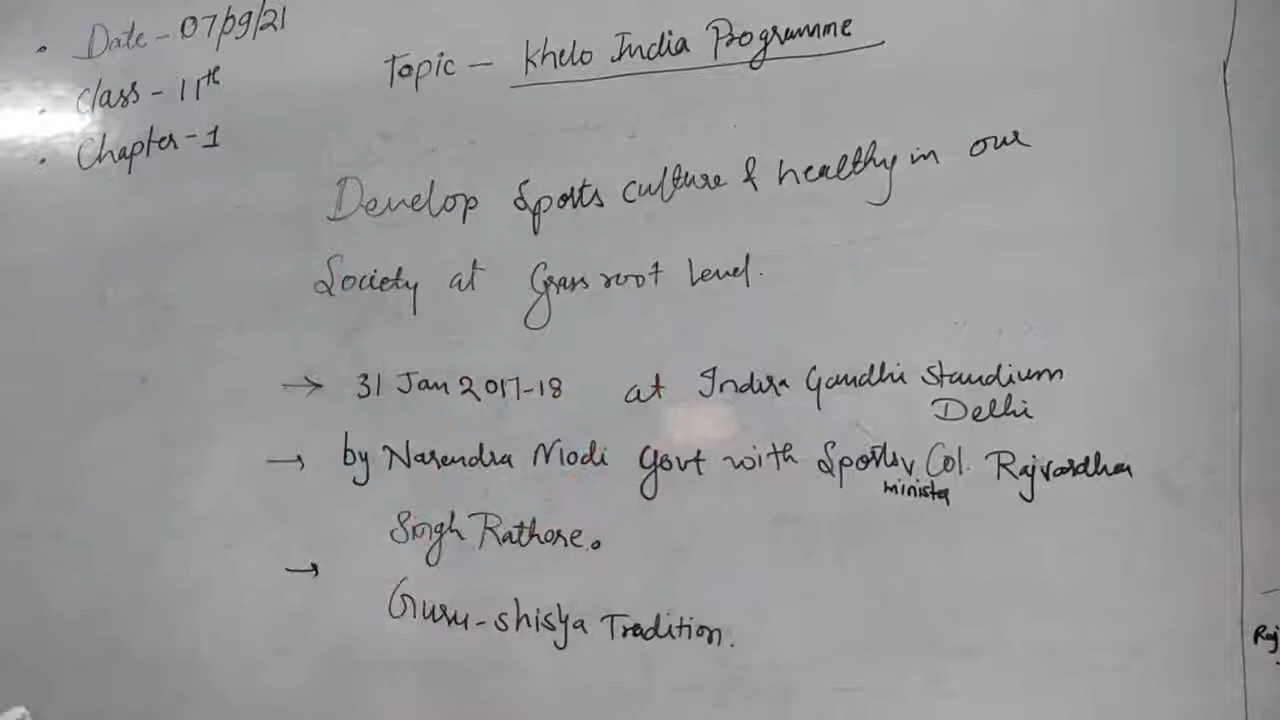 • Date - 07/09/21
• Class - 11th
• Chapter - 1
Topic - Khelo India Programme
Develop Sports culture & healthy in our
Society at Grass root Level.
→ 31 Jan 2017-18 at Indira Gandhi Standium
Delhi
→ by Narendra Modi Govt with Sports Col. Rajvardhan
minister
Singh Rathore.
→ Guru-shisya Tradition.
Raj